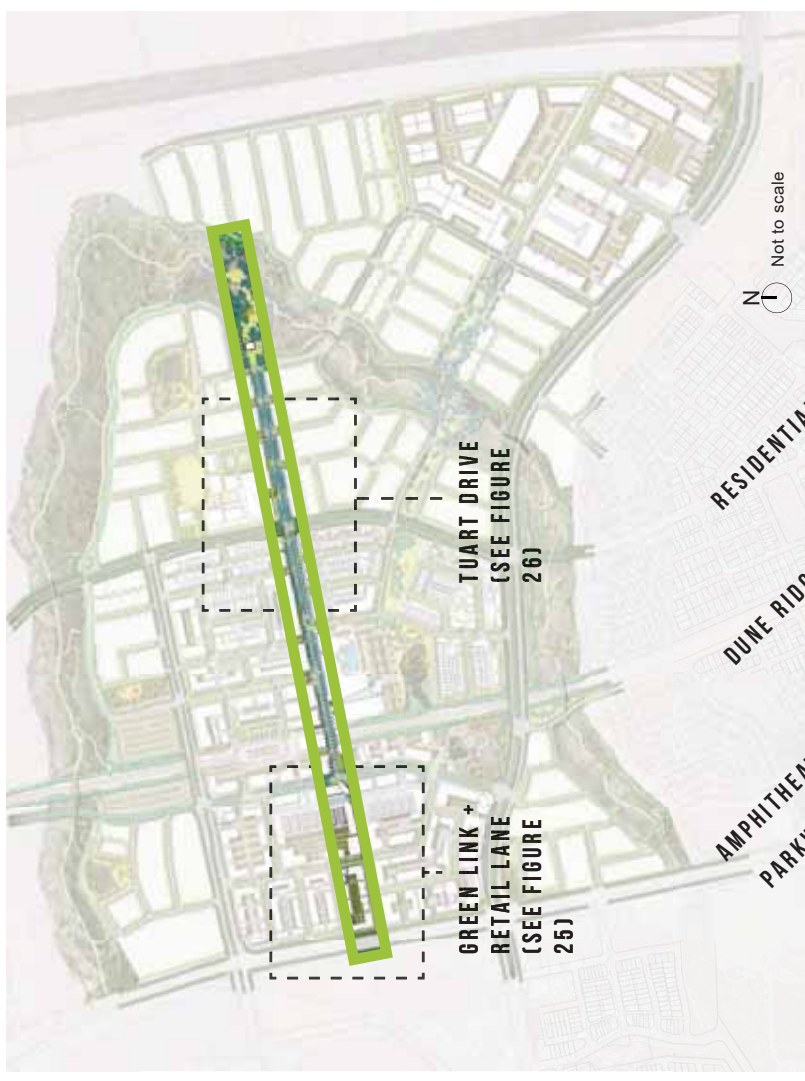 GREEN LINK +
RETAIL LANE
(SEE FIGURE
25)
TUART DRIVE
(SEE FIGURE
26)
AMPHITHEA
PARK
DUNE RIDG
RESIDENTIA
N
Not to scale